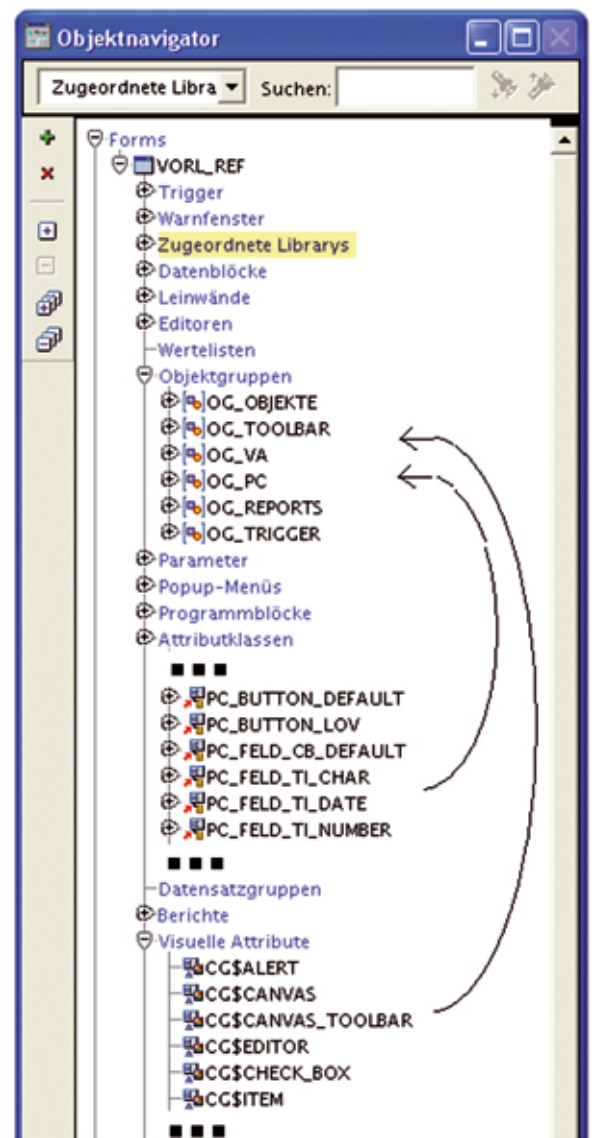 Objektnavigator
Zugeordnete Libra Suchen:
Forms
VORL_REF
Trigger
Warnfenster
Zugeordnete Librarys
Datenblöcke
Leinwände
Editoren
Wertelisten
Objektgruppen
OG_OBJEKTE
OG_TOOLBAR
OG_VA
OG_PC
OG_REPORTS
OG_TRIGGER
Parameter
Popup-Menüs
Programmblöcke
Attributklassen
PC_BUTTON_DEFAULT
PC_BUTTON_LOV
PC_FELD_CB_DEFAULT
PC_FELD_TI_CHAR
PC_FELD_TI_DATE
PC_FELD_TI_NUMBER
Datensatzgruppen
Berichte
Visuelle Attribute
CG$ALERT
CG$CANVAS
CG$CANVAS_TOOLBAR
CG$EDITOR
CG$CHECK_BOX
CG$ITEM